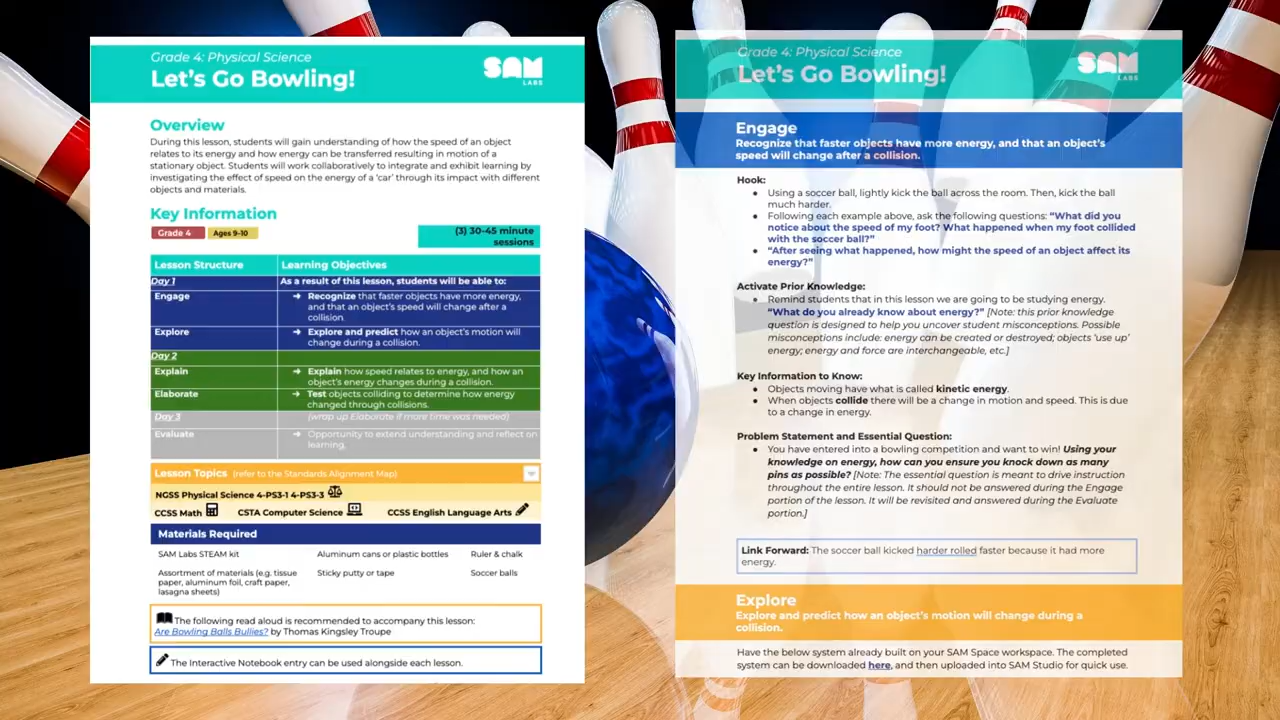 Grade 4: Physical Science
Let's Go Bowling!
SAM
LABS
Overview
During this lesson, students will gain understanding of how the speed of an object
relates to its energy and how energy can be transferred resulting in motion of a
stationary object. Students will work collaboratively to integrate and exhibit learning by
investigating the effect of speed on the energy of a 'car' through its impact with different
objects and materials.
Key Information
Grade 4 Ages 9-10
(3) 30-45 minute
sessions
Lesson Structure Learning Objectives
Day 1 As a result of this lesson, students will be able to:
Engage ➔ Recognize that faster objects have more energy,
and that an object's speed will change after a
collision.
Explore ➔ Explore and predict how an object's motion will
change during a collision.
Day 2
Explain ➔ Explain how speed relates to energy, and how an
object's energy changes during a collision.
Elaborate ➔ Test objects colliding to determine how energy
changed through collisions.
Day 3 (wrap up Elaborate if more time was needed)
Evaluate ➔ Opportunity to extend understanding and reflect on
learning.
Lesson Topics (refer to the Standards Alignment Map)
NGSS Physical Science 4-PS3-1 4-PS3-3
CCSS Math CSTA Computer Science CCSS English Language Arts
Materials Required
SAM Labs STEAM kit Aluminum cans or plastic bottles Ruler & chalk
Assortment of materials (e.g. tissue Sticky putty or tape Soccer balls
paper, aluminum foil, craft paper,
lasagna sheets)
The following read aloud is recommended to accompany this lesson:
Are Bowling Balls Bullies? by Thomas Kingsley Troupe
The Interactive Notebook entry can be used alongside each lesson.
Grade 4: Physical Science
Let's Go Bowling!
SAM
LABS
Engage
Recognize that faster objects have more energy, and that an object's
speed will change after a collision.
Hook:
● Using a soccer ball, lightly kick the ball across the room. Then, kick the ball
much harder.
● Following each example above, ask the following questions: "What did you
notice about the speed of my foot? What happened when my foot collided
with the soccer ball?"
● "After seeing what happened, how might the speed of an object affect its
energy?"
Activate Prior Knowledge:
● Remind students that in this lesson we are going to be studying energy.
"What do you already know about energy?" [Note: this prior knowledge
question is designed to help you uncover student misconceptions. Possible
misconceptions include: energy can be created or destroyed; objects 'use up'
energy; energy and force are interchangeable, etc.]
Key Information to Know:
● Objects moving have what is called kinetic energy.
● When objects collide there will be a change in motion and speed. This is due
to a change in energy.
Problem Statement and Essential Question:
● You have entered into a bowling competition and want to win! Using your
knowledge on energy, how can you ensure you knock down as many
pins as possible? [Note: The essential question is meant to drive instruction
throughout the entire lesson. It should not be answered during the Engage
portion of the lesson. It will be revisited and answered during the Evaluate
portion.]
Link Forward: The soccer ball kicked harder rolled faster because it had more
energy.
Explore
Explore and predict how an object's motion will change during a
collision.
Have the below system already built on your SAM Space workspace. The completed
system can be downloaded here, and then uploaded into SAM Studio for quick use.